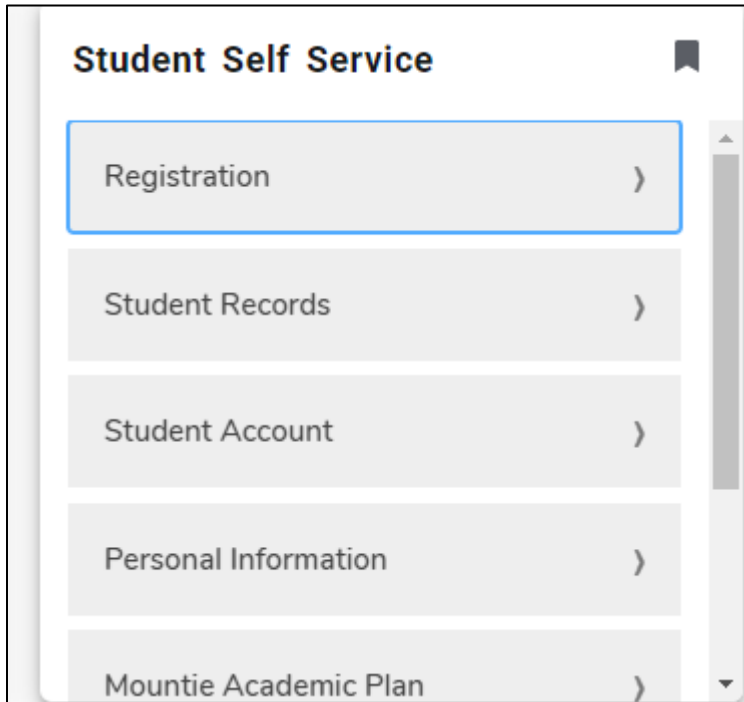 Student Self Service
Registration
Student Records
Student Account
Personal Information
Mountie Academic Plan